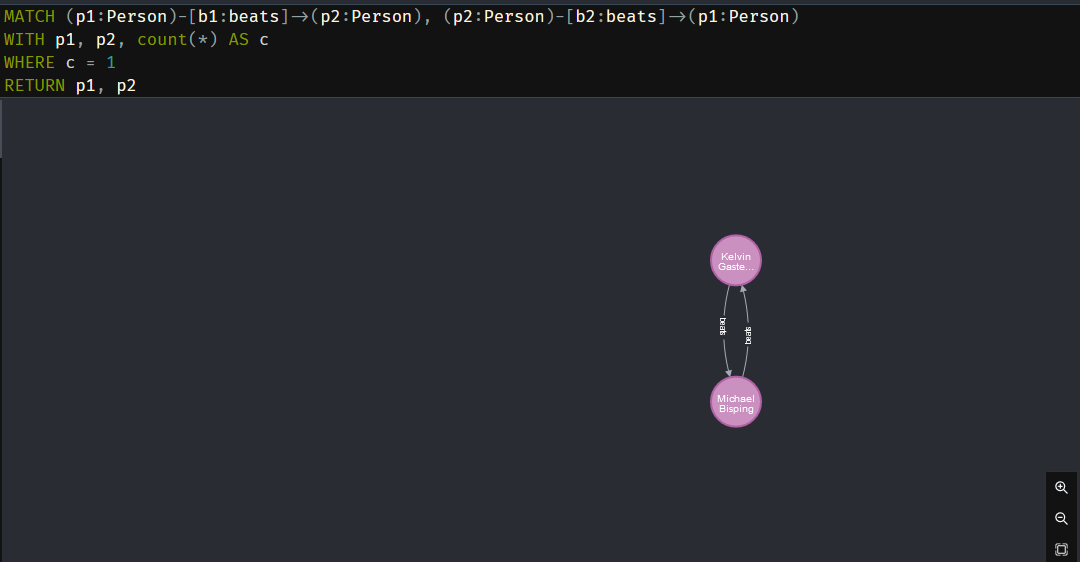 MATCH (p1:Person)-[b1:beats]→(p2:Person), (p2:Person)-[b2:beats]→(p1:Person)
WITH p1, p2, count(*) AS c
WHERE c = 1
RETURN p1, p2
Kelvin
Gaste...
beats
beats
Michael
Bisping